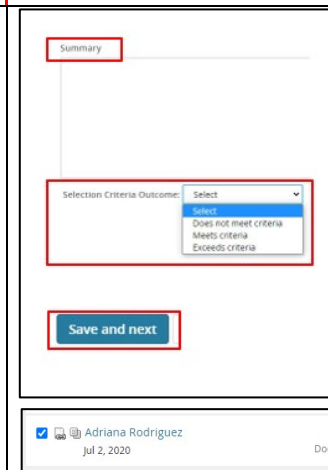 Summary
Selection Criteria Outcome: Select
Select
Does not meet criteria
Meets criteria
Exceeds criteria
Save and next
Adriana Rodriguez
Jul 2, 2020